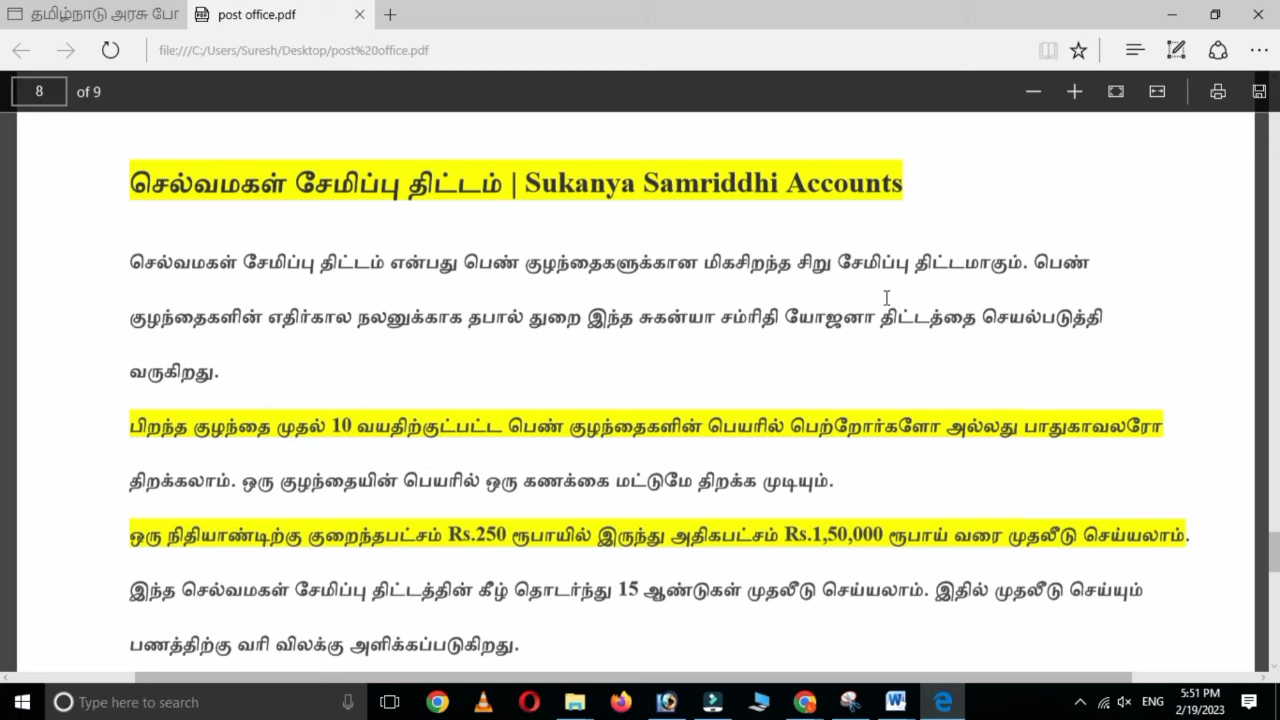 தமிழ்நாடு அரசு போ
post office.pdf
file:///C:/Users/Suresh/Desktop/post%20office.pdf
8 of 9
செல்வமகள் சேமிப்பு திட்டம் | Sukanya Samriddhi Accounts
செல்வமகள் சேமிப்பு திட்டம் என்பது பெண் குழந்தைகளுக்கான மிகசிறந்த சிறு சேமிப்பு திட்டமாகும். பெண்
குழந்தைகளின் எதிர்கால நலனுக்காக தபால் துறை இந்த சுகன்யா சம்ரிதி யோஜனா திட்டத்தை செயல்படுத்தி
வருகிறது.
பிறந்த குழந்தை முதல் 10 வயதிற்குட்பட்ட பெண் குழந்தைகளின் பெயரில் பெற்றோர்களோ அல்லது பாதுகாவலரோ
திறக்கலாம். ஒரு குழந்தையின் பெயரில் ஒரு கணக்கை மட்டுமே திறக்க முடியும்.
ஒரு நிதியாண்டிற்கு குறைந்தபட்சம் Rs.250 ரூபாயில் இருந்து அதிகபட்சம் Rs.1,50,000 ரூபாய் வரை முதலீடு செய்யலாம்.
இந்த செல்வமகள் சேமிப்பு திட்டத்தின் கீழ் தொடர்ந்து 15 ஆண்டுகள் முதலீடு செய்யலாம். இதில் முதலீடு செய்யும்
பணத்திற்கு வரி விலக்கு அளிக்கப்படுகிறது.
Type here to search
ENG
5:51 PM
2/19/2023